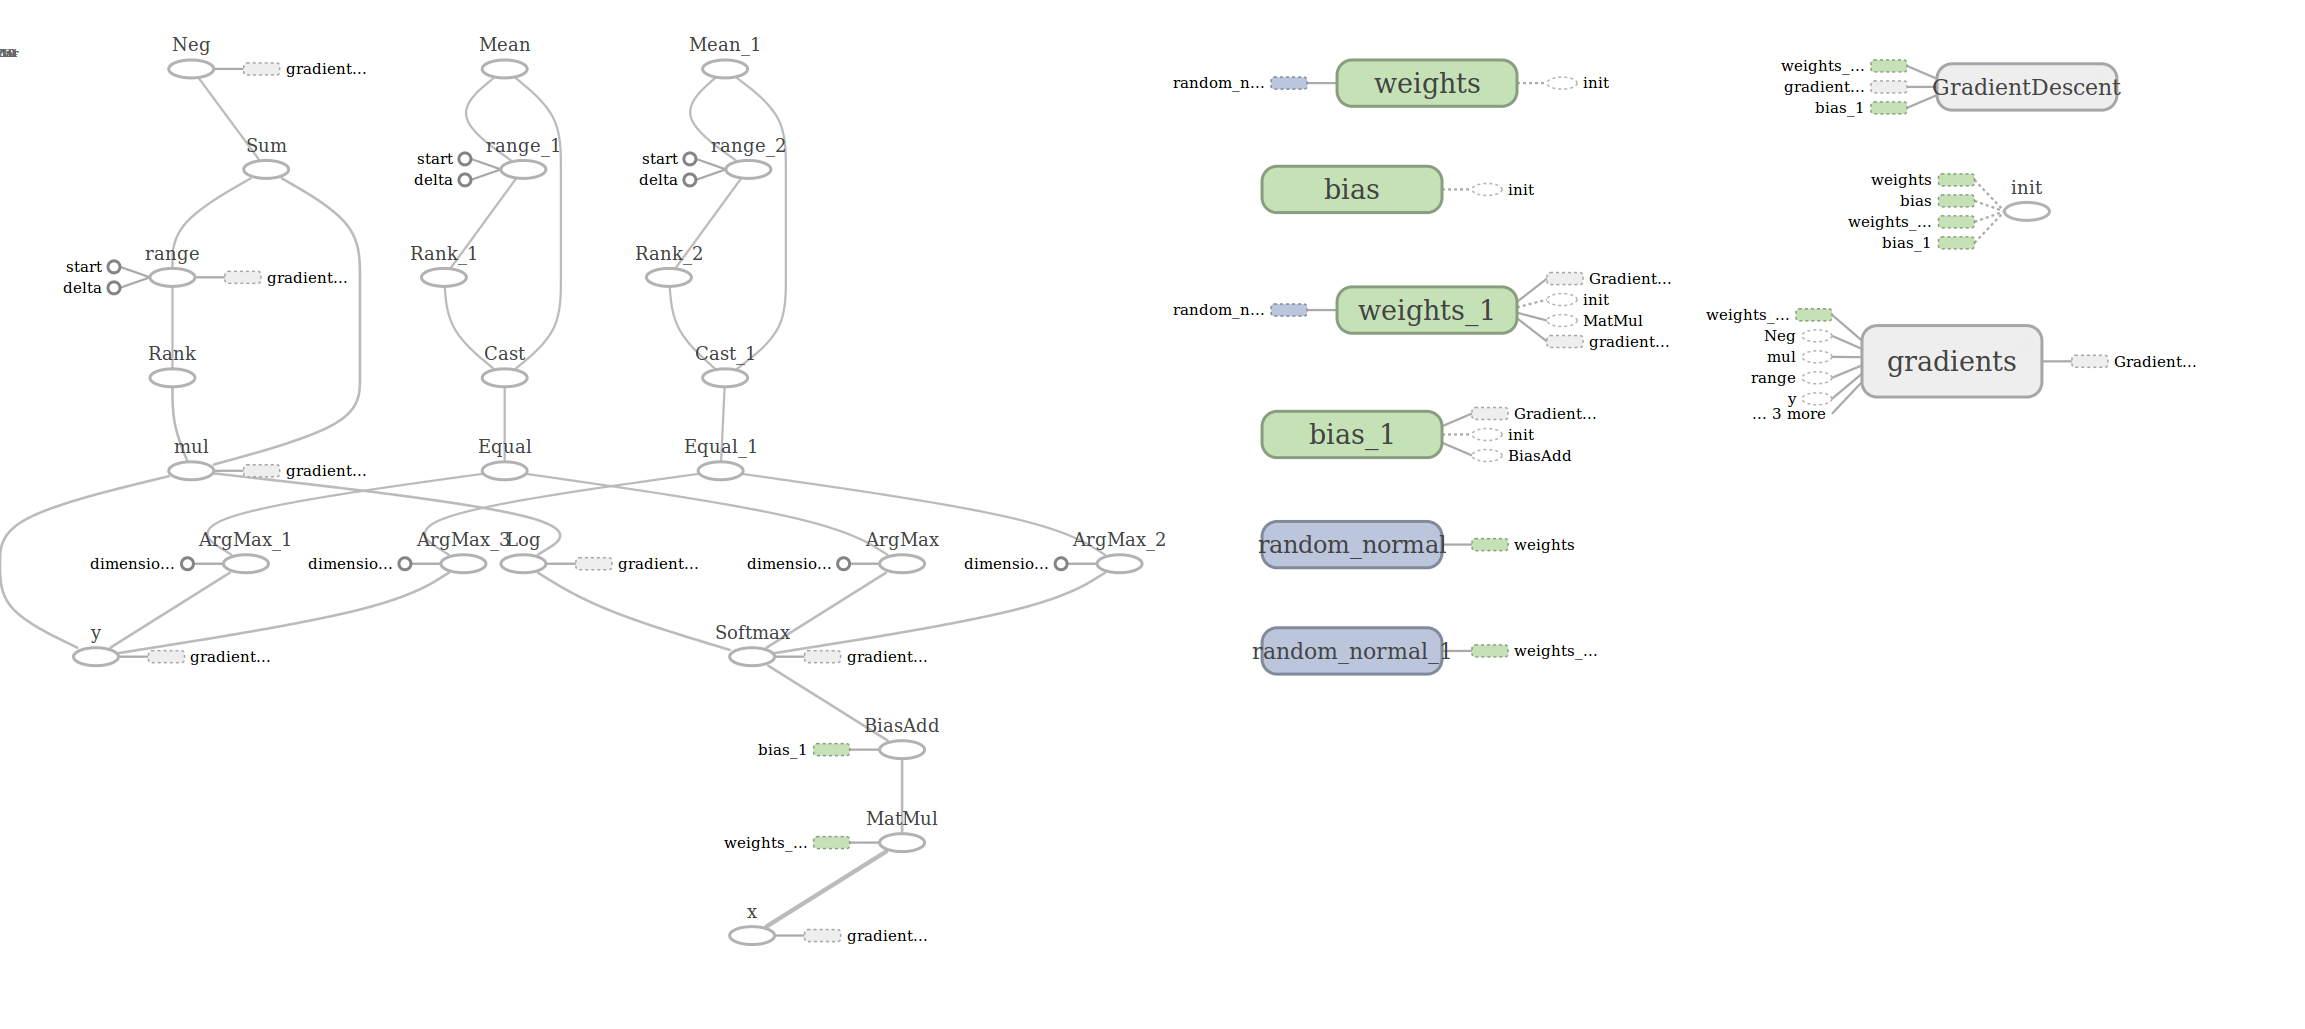 Neg
gradient...
Sum
range
start
delta
gradient...
Rank
mul
gradient...
Mean
range_1
start
delta
Rank_1
Cast
Equal
Mean_1
range_2
start
delta
Rank_2
Cast_1
Equal_1
ArgMax_1
dimensio...
ArgMax_3
dimensio...
Log
gradient...
ArgMax
dimensio...
ArgMax_2
dimensio...
y
gradient...
Softmax
gradient...
BiasAdd
bias_1
MatMul
weights_...
x
gradient...
random_n...
weights
init
bias
init
random_n...
weights_1
Gradient...
init
MatMul
gradient...
bias_1
Gradient...
init
BiasAdd
random_normal
weights
random_normal_1
weights_...
weights_...
gradient...
bias_1
GradientDescent
weights
bias
weights_...
bias_1
init
weights_...
Neg
mul
range
y
... 3 more
gradients
Gradient...